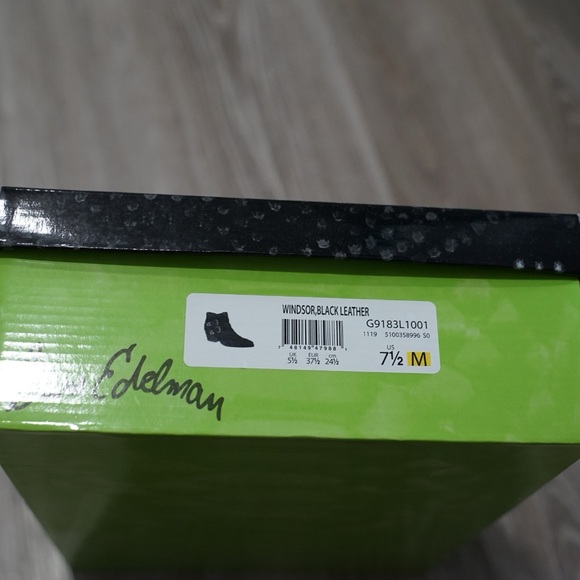 WINDSOR,BLACK LEATHER
G9183L1001
1119 5100358996 S0
UK EUR cm US
5½ 37½ 24½ 7½ M
Edelman